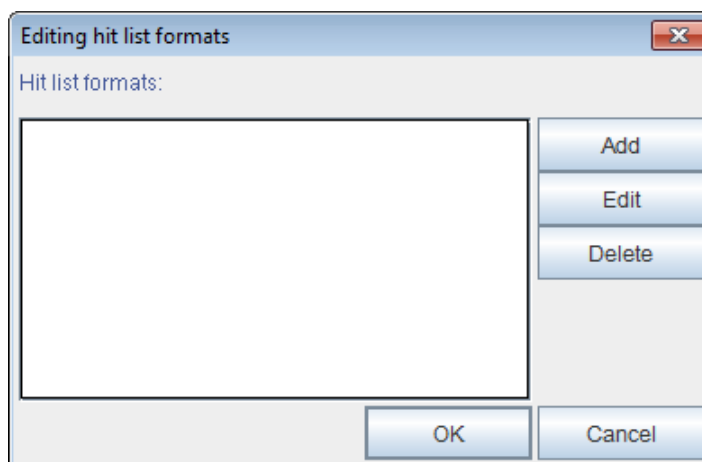 Editing hit list formats
Hit list formats:
Add
Edit
Delete
OK
Cancel